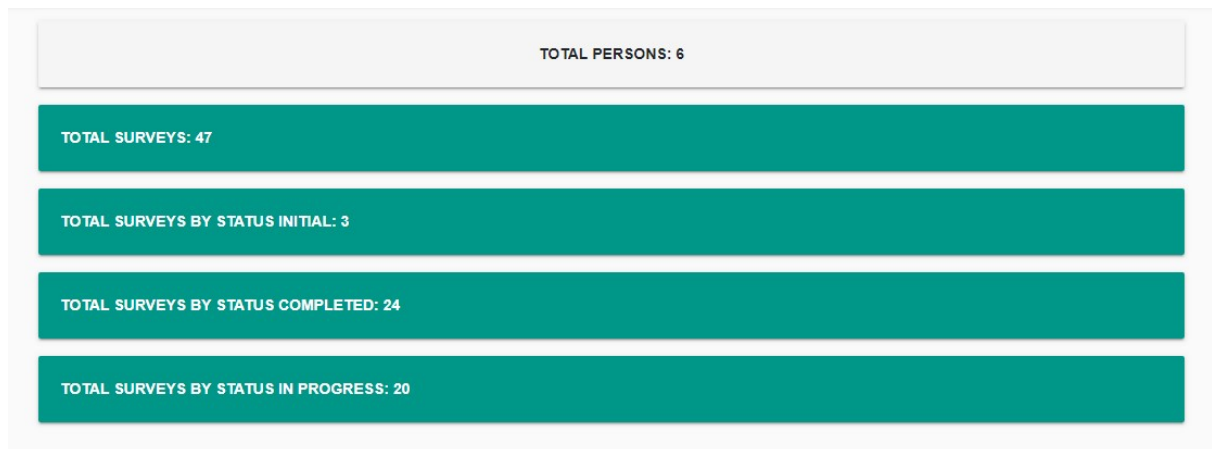 TOTAL PERSONS: 6
TOTAL SURVEYS: 47
TOTAL SURVEYS BY STATUS INITIAL: 3
TOTAL SURVEYS BY STATUS COMPLETED: 24
TOTAL SURVEYS BY STATUS IN PROGRESS: 20